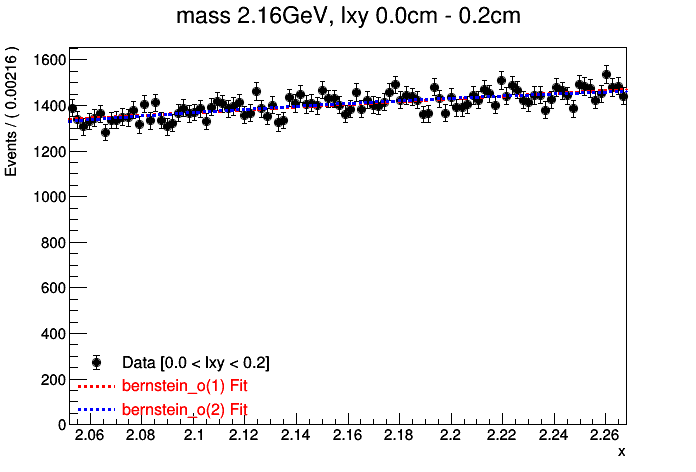 mass 2.16GeV, lxy 0.0cm - 0.2cm
Events / ( 0.00216 )
1600
1400
1200
1000
800
600
400
200
0
Data [0.0 < lxy < 0.2]
bernstein_o(1) Fit
bernstein_o(2) Fit
2.06 2.08 2.1 2.12 2.14 2.16 2.18 2.2 2.22 2.24 2.26
x